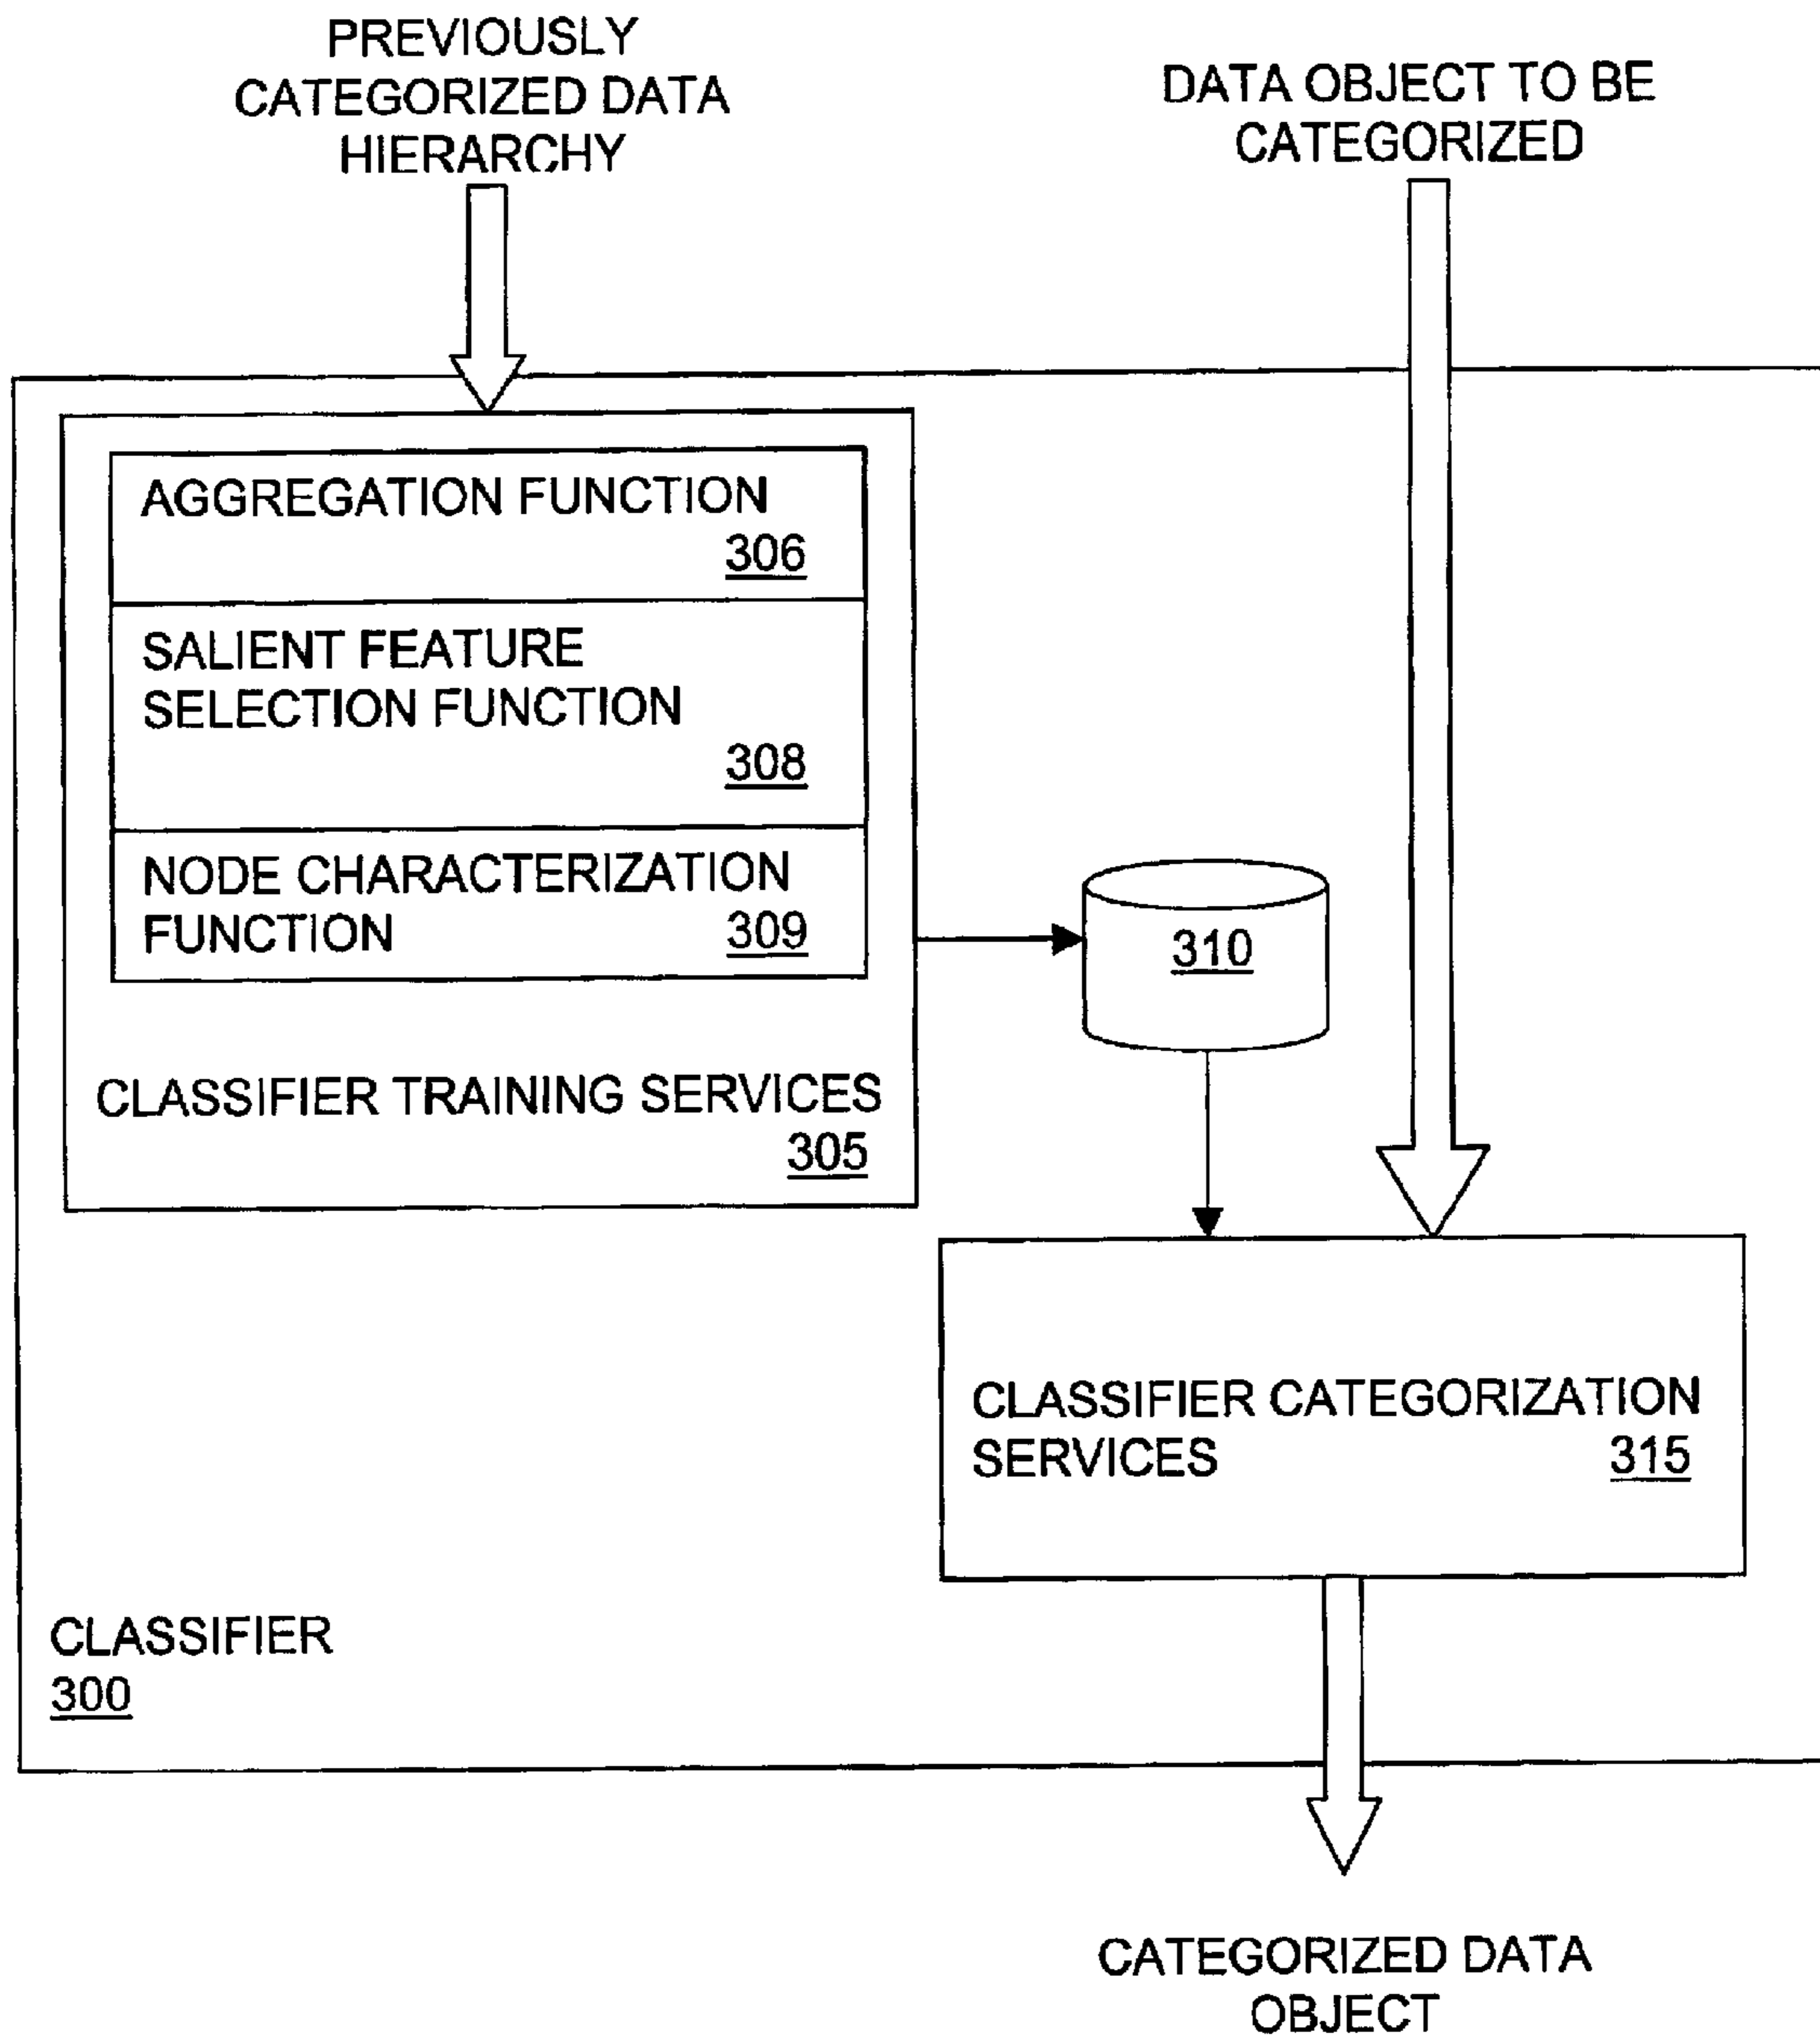 PREVIOUSLY
CATEGORIZED DATA
HIERARCHY
DATA OBJECT TO BE
CATEGORIZED
AGGREGATION FUNCTION
306
SALIENT FEATURE
SELECTION FUNCTION
308
NODE CHARACTERIZATION
FUNCTION 309
310
CLASSIFIER TRAINING SERVICES
305
CLASSIFIER CATEGORIZATION
SERVICES 315
CLASSIFIER
300
CATEGORIZED DATA
OBJECT